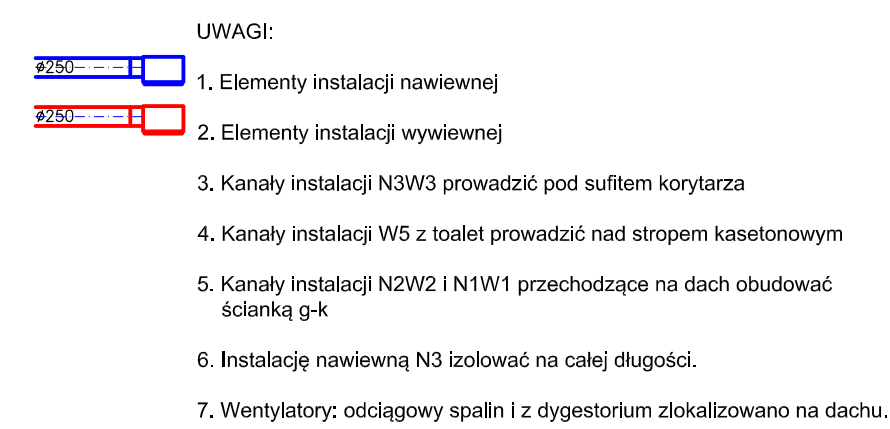 UWAGI:
ø250
1. Elementy instalacji nawiewnej
ø250
2. Elementy instalacji wywiewnej
3. Kanały instalacji N3W3 prowadzić pod sufitem korytarza
4. Kanały instalacji W5 z toalet prowadzić nad stropem kasetonowym
5. Kanały instalacji N2W2 i N1W1 przechodzące na dach obudować
ścianką g-k
6. Instalację nawiewną N3 izolować na całej długości.
7. Wentylatory: odciągowy spalin i z dygestorium zlokalizowano na dachu.